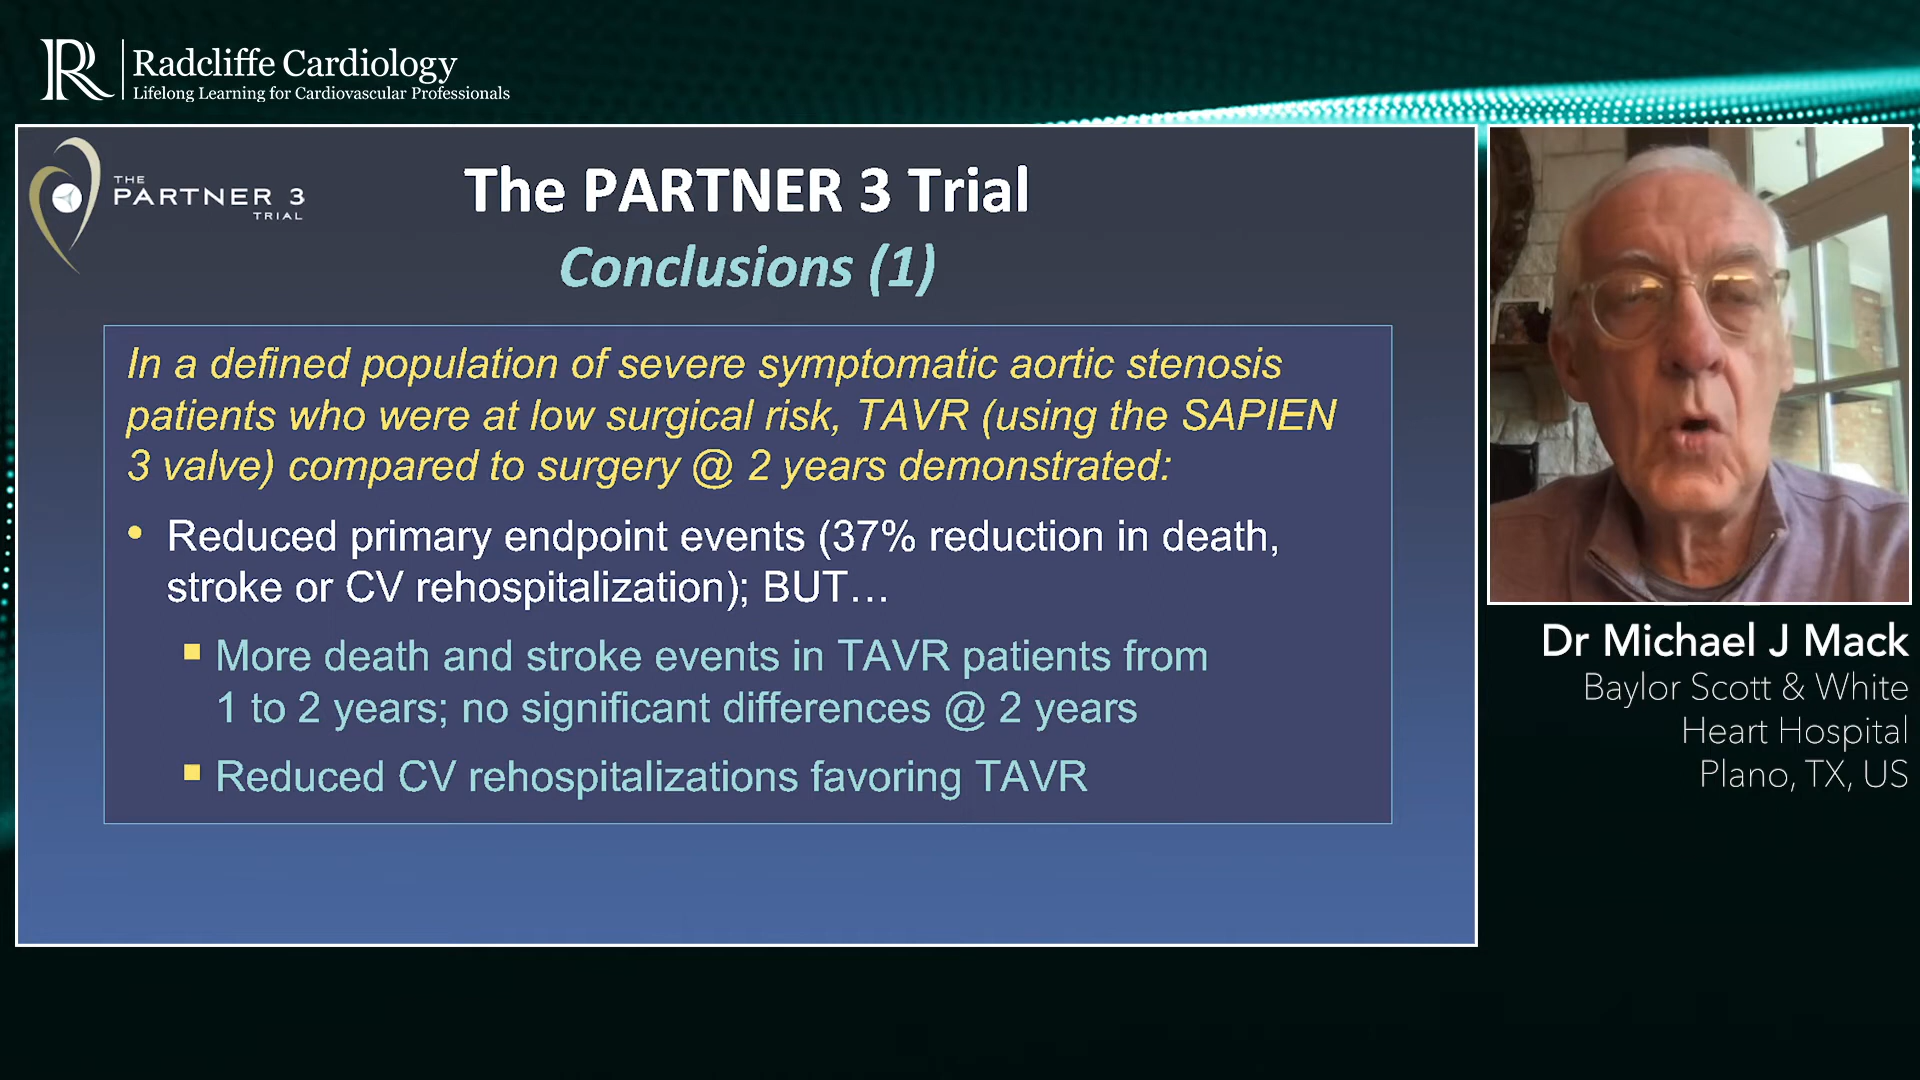 R
Radcliffe Cardiology
Lifelong Learning for Cardiovascular Professionals
THE
PARTNER 3
TRIAL
The PARTNER 3 Trial
Conclusions (1)
In a defined population of severe symptomatic aortic stenosis
patients who were at low surgical risk, TAVR (using the SAPIEN
3 valve) compared to surgery @ 2 years demonstrated:
• Reduced primary endpoint events (37% reduction in death,
stroke or CV rehospitalization); BUT…
▪ More death and stroke events in TAVR patients from
1 to 2 years; no significant differences @ 2 years
▪ Reduced CV rehospitalizations favoring TAVR
Dr Michael J Mack
Baylor Scott & White
Heart Hospital
Plano, TX, US